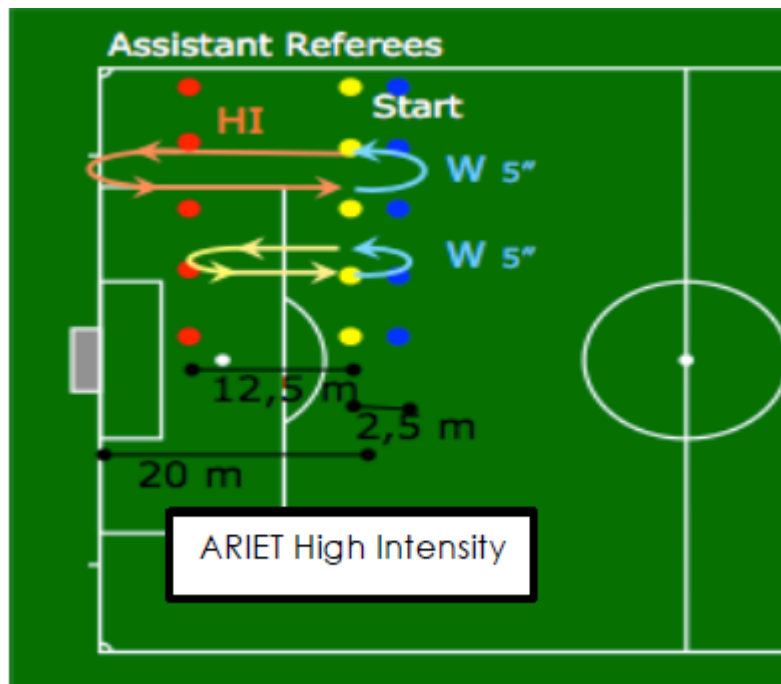 Assistant Referees
Start
HI
W 5"
W 5"
12,5 m
2,5 m
20 m
ARIET High Intensity